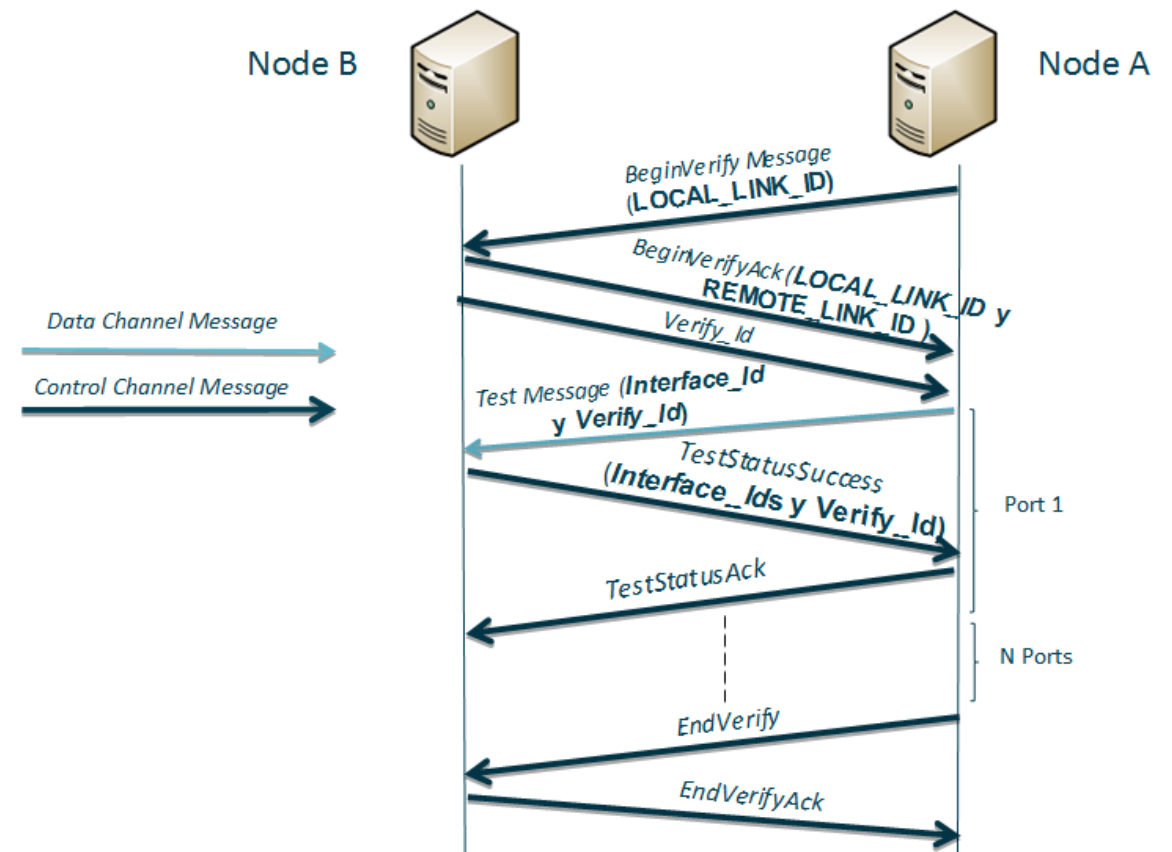 Node B
Node A
BeginVerify Message
(LOCAL_LINK_ID)
BeginVerifyAck(LOCAL_LINK_ID y
REMOTE_LINK_ID )
Verify_Id
Data Channel Message
Control Channel Message
Test Message (Interface_Id
y Verify_Id)
TestStatusSuccess
(Interface_Ids y Verify_Id)
Port 1
TestStatusAck
N Ports
EndVerify
EndVerifyAck